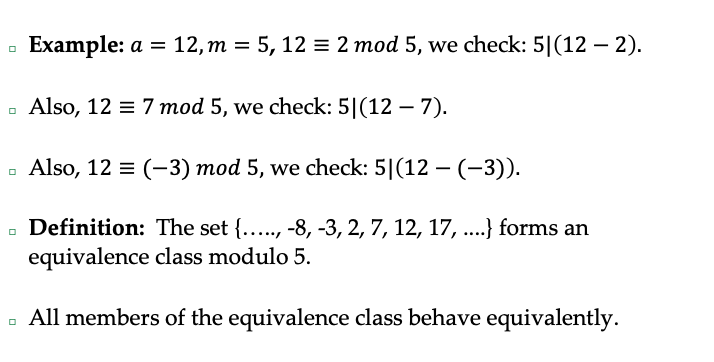 Example: 𝑎 = 12, 𝑚 = 5, 12 ≡ 2 𝑚𝑜𝑑 5, we check: 5|(12 − 2).
Also, 12 ≡ 7 𝑚𝑜𝑑 5, we check: 5|(12 − 7).
Also, 12 ≡ (−3) 𝑚𝑜𝑑 5, we check: 5|(12 − (−3)).
Definition: The set {....., -8, -3, 2, 7, 12, 17, ....} forms an
equivalence class modulo 5.
All members of the equivalence class behave equivalently.